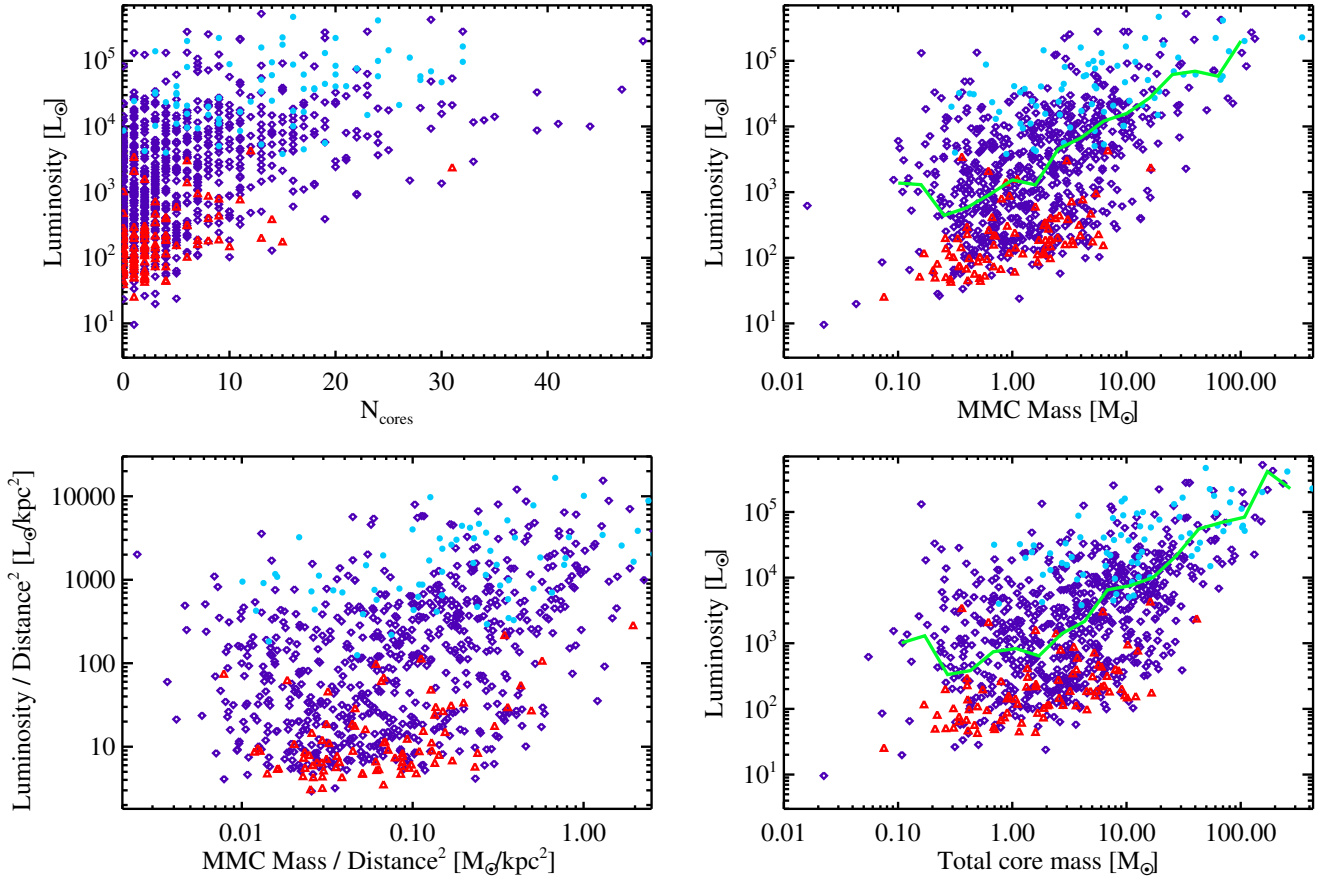 10⁵
10⁴
10³
10²
10¹
Luminosity [L☉]
0 10 20 30 40
N_cores
10⁵
10⁴
10³
10²
10¹
Luminosity [L☉]
0.01 0.10 1.00 10.00 100.00
MMC Mass [M☉]
10000
1000
100
10
Luminosity / Distance² [L☉/kpc²]
0.01 0.10 1.00
MMC Mass / Distance² [M☉/kpc²]
10⁵
10⁴
10³
10²
10¹
Luminosity [L☉]
0.01 0.10 1.00 10.00 100.00
Total core mass [M☉]